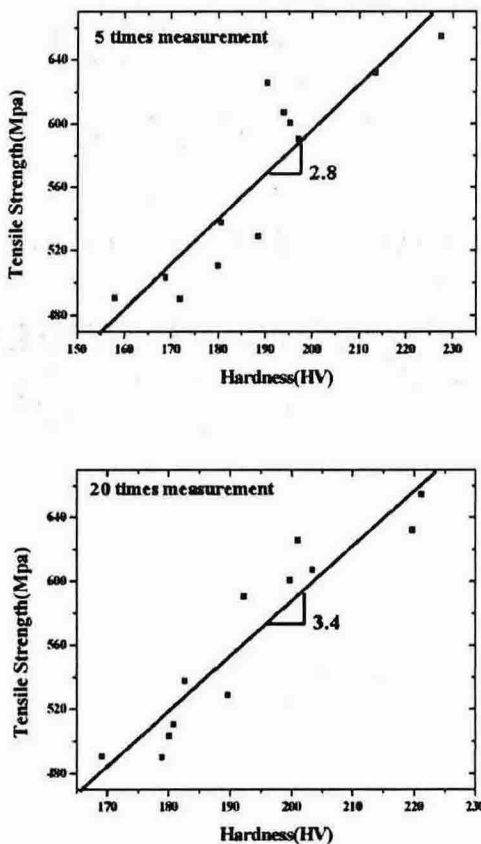 5 times measurement
640
600
560
520
480
Tensile Strength(Mpa)
2.8
150 160 170 180 190 200 210 220 230
Hardness(HV)
20 times measurement
640
600
560
520
480
Tensile Strength(Mpa)
3.4
170 180 190 200 210 220 230
Hardness(HV)